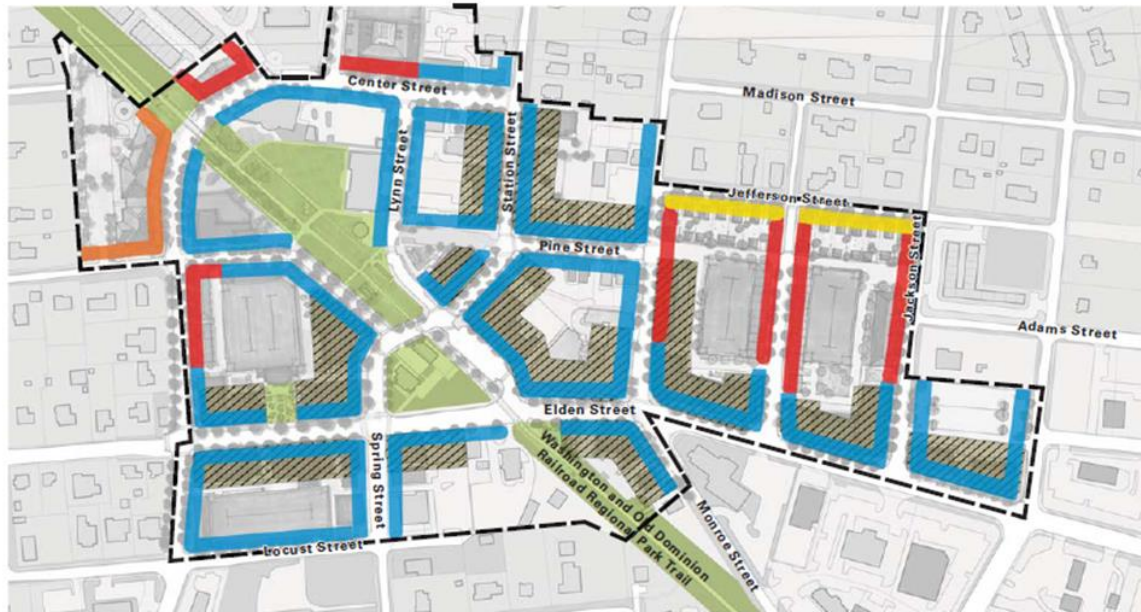 Center Street
Madison Street
Lynn Street
Station Street
Jefferson Street
Pine Street
Jackson Street
Adams Street
Elden Street
Spring Street
Washington and Old Dominion
Railroad Regional Park Trail
Monroe Street
Locust Street